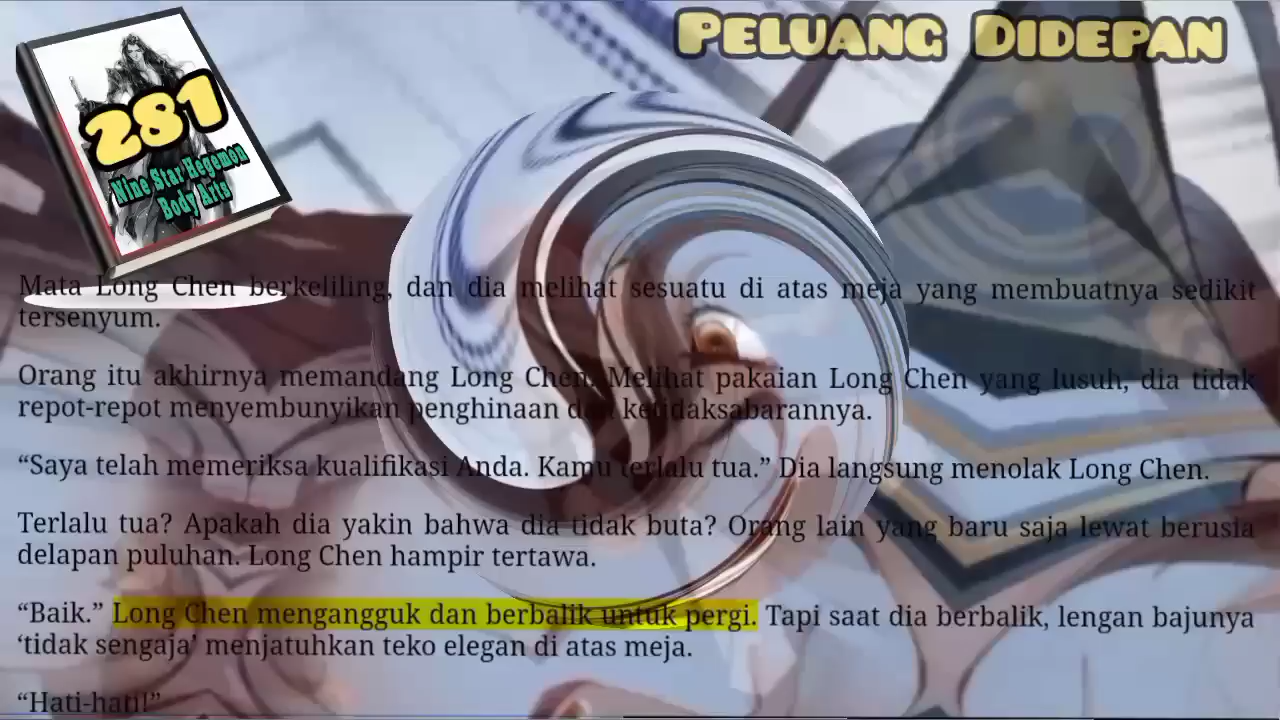 PELUANG DIDEPAN
281
Nine Star Hegemon
Body Arts
Mata Long Chen berkeliling, dan dia melihat sesuatu di atas meja yang membuatnya sedikit
tersenyum.
Orang itu akhirnya memandang Long Chen. Melihat pakaian Long Chen yang lusuh, dia tidak
repot-repot menyembunyikan penghinaan dan ketidaksabarannya.
“Saya telah memeriksa kualifikasi Anda. Kamu terlalu tua.” Dia langsung menolak Long Chen.
Terlalu tua? Apakah dia yakin bahwa dia tidak buta? Orang lain yang baru saja lewat berusia
delapan puluhan. Long Chen hampir tertawa.
“Baik.” Long Chen mengangguk dan berbalik untuk pergi. Tapi saat dia berbalik, lengan bajunya
‘tidak sengaja’ menjatuhkan teko elegan di atas meja.
“Hati-hati!”